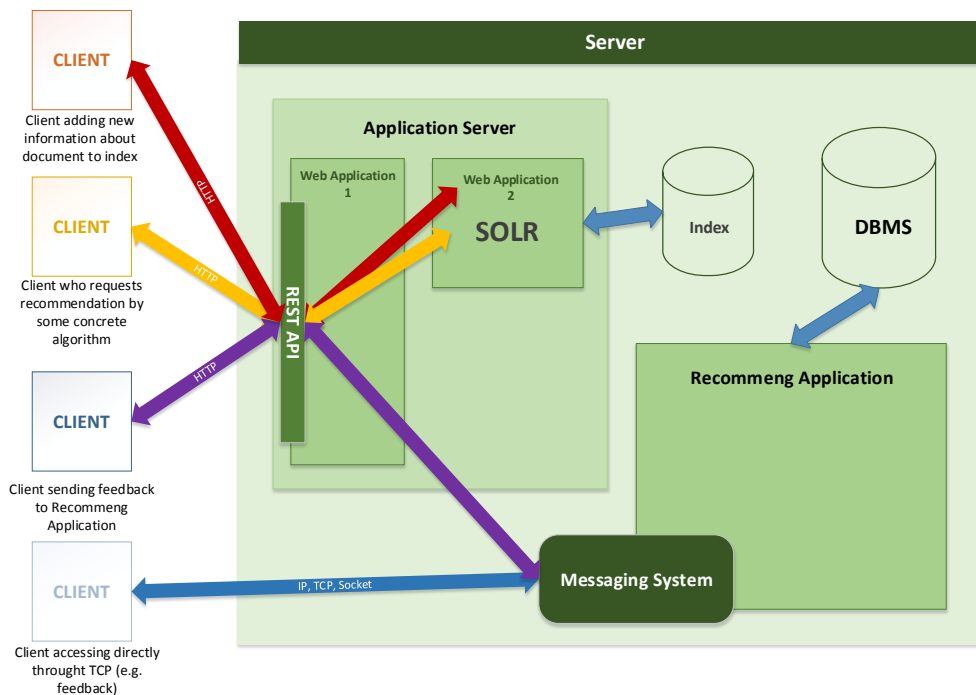 Server
CLIENT
Client adding new
information about
document to index
HTTP
CLIENT
Client who requests
recommendation by
some concrete
algorithm
HTTP
CLIENT
Client sending feedback
to Recommeng
Application
HTTP
CLIENT
Client accessing directly
throught TCP (e.g.
feedback)
IP, TCP, Socket
Application Server
Web Application
1
REST API
Web Application
2
SOLR
Index
DBMS
Recommeng Application
Messaging System